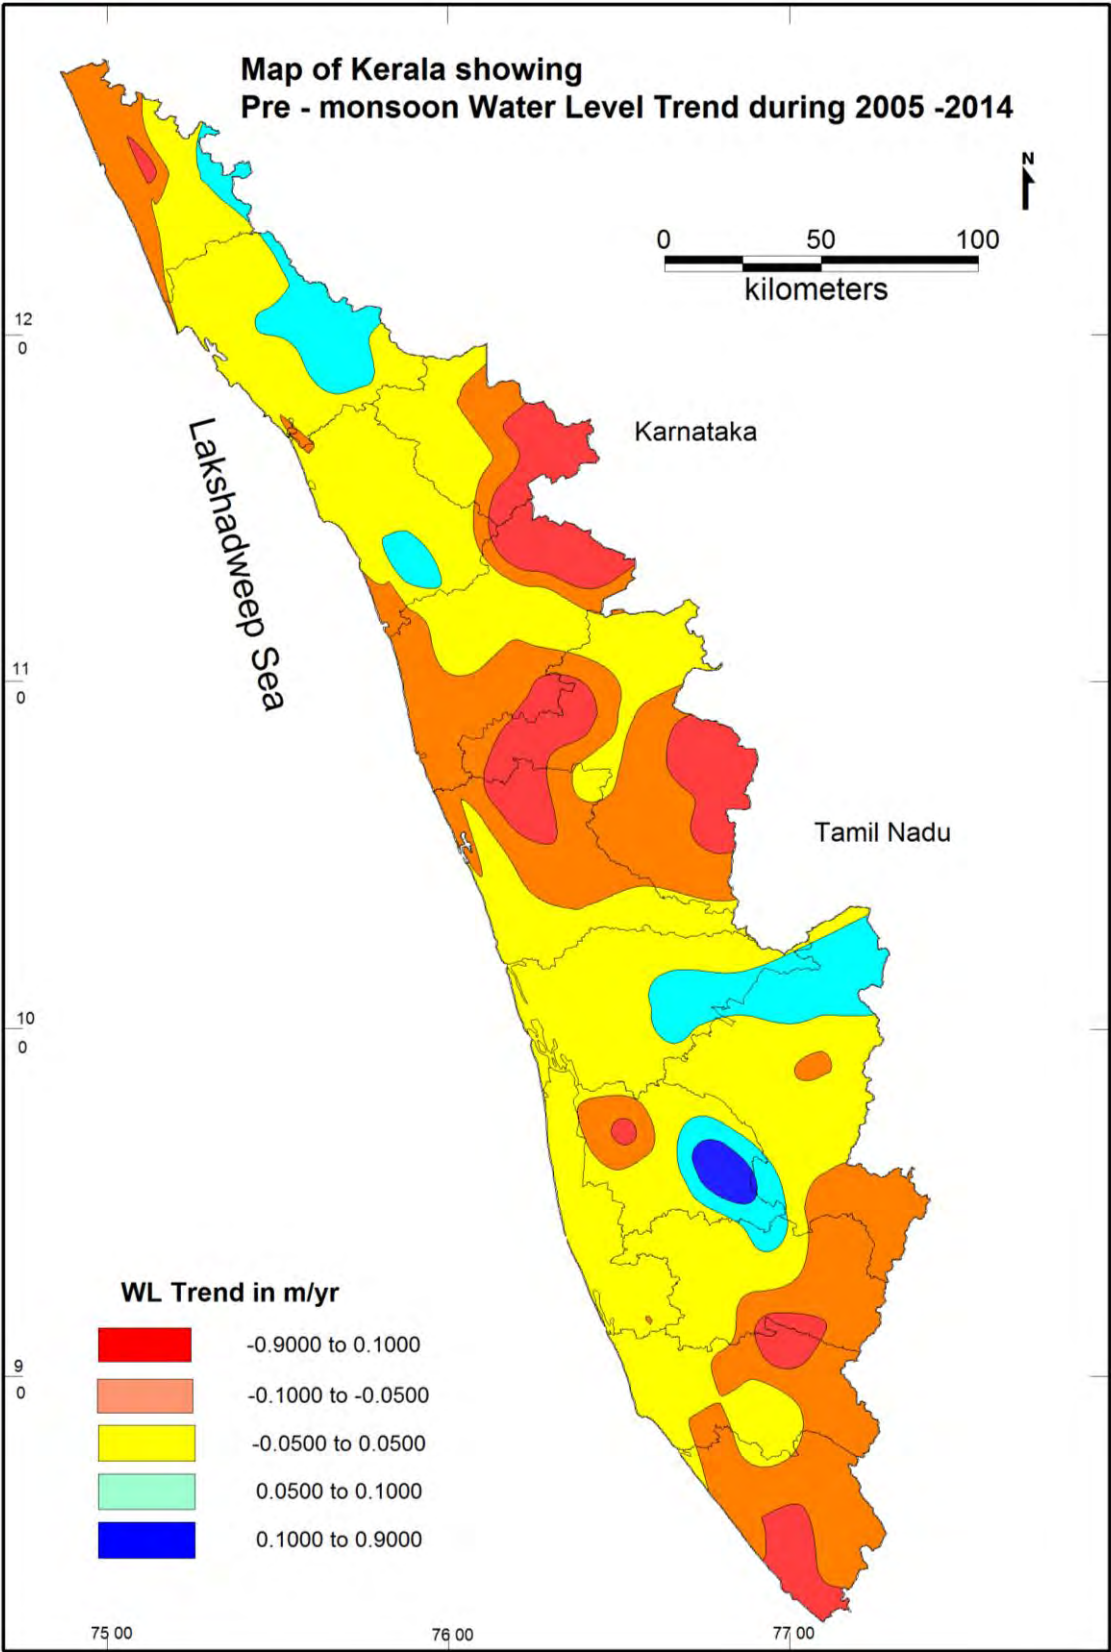 Map of Kerala showing
Pre - monsoon Water Level Trend during 2005 -2014
N
0 50 100
kilometers
12
0
Karnataka
Lakshadweep Sea
11
0
Tamil Nadu
10
0
WL Trend in m/yr
-0.9000 to 0.1000
9
0
-0.1000 to -0.0500
-0.0500 to 0.0500
0.0500 to 0.1000
0.1000 to 0.9000
75 00 76 00 77 00